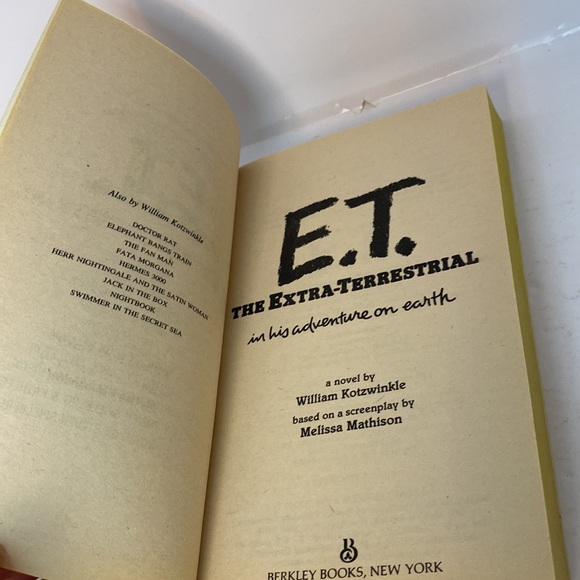 Also by William Kotzwinkle
DOCTOR RAT
ELEPHANT BANGS TRAIN
THE FAN MAN
FATA MORGANA
HERMES 3000
HERR NIGHTINGALE AND THE SATIN WOMAN
JACK IN THE BOX
NIGHTBOOK
SWIMMER IN THE SECRET SEA
E.T.
THE EXTRA-TERRESTRIAL
in his adventure on earth
a novel by
William Kotzwinkle
based on a screenplay by
Melissa Mathison
B
BERKLEY BOOKS, NEW YORK